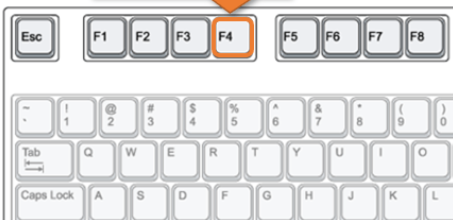 Esc F1 F2 F3 F4 F5 F6 F7 F8
~ ! @ # $ % ^ & * ( )
` 1 2 3 4 5 6 7 8 9 0
Tab Q W E R T Y U I O
Caps Lock A S D F G H J K L